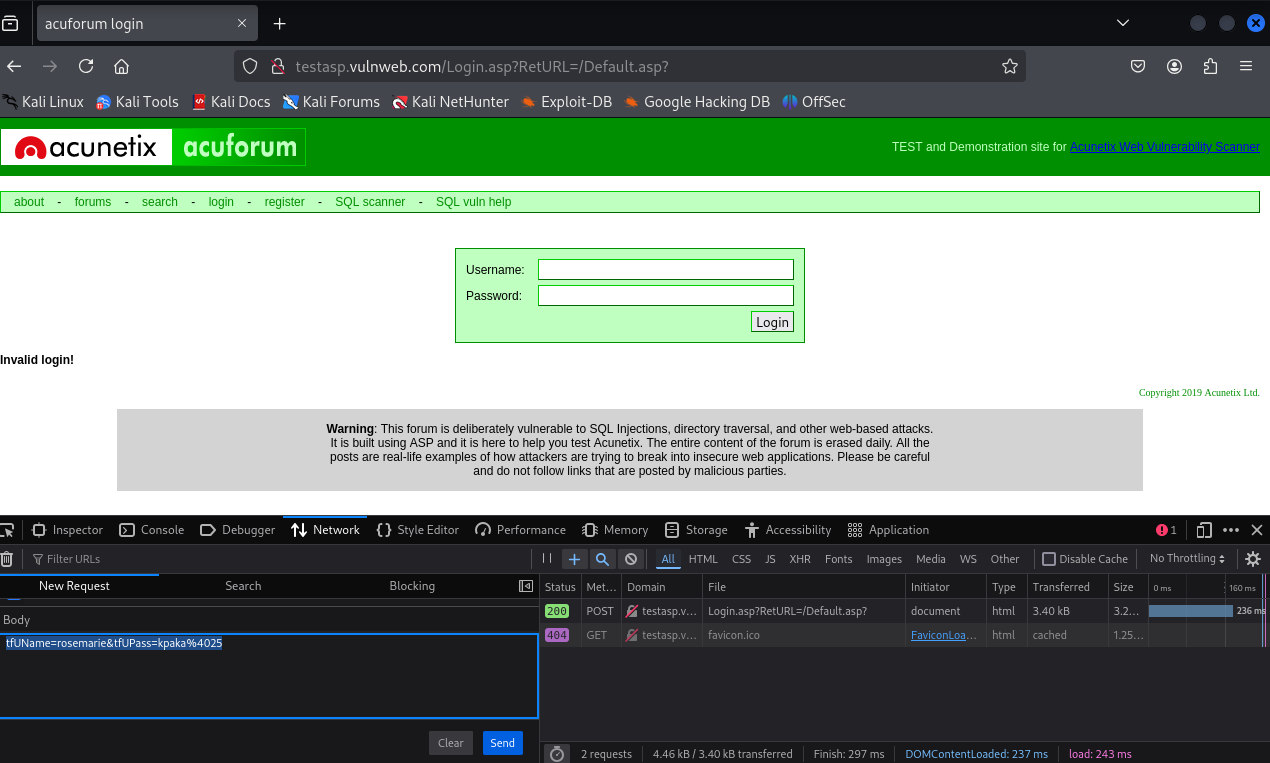 acuforum login
testasp.vulnweb.com/Login.asp?RetURL=/Default.asp?
Kali Linux Kali Tools Kali Docs Kali Forums Kali NetHunter Exploit-DB Google Hacking DB OffSec
acunetix acuforum
TEST and Demonstration site for Acunetix Web Vulnerability Scanner
about - forums - search - login - register - SQL scanner - SQL vuln help
Username:
Password:
Login
Invalid login!
Copyright 2019 Acunetix Ltd.
Warning: This forum is deliberately vulnerable to SQL Injections, directory traversal, and other web-based attacks.
It is built using ASP and it is here to help you test Acunetix. The entire content of the forum is erased daily. All the
posts are real-life examples of how attackers are trying to break into insecure web applications. Please be careful
and do not follow links that are posted by malicious parties.
Inspector Console Debugger Network Style Editor Performance Memory Storage Accessibility Application 1
Filter URLs All HTML CSS JS XHR Fonts Images Media WS Other Disable Cache No Throttling
New Request Search Blocking
Status Met... Domain File Initiator Type Transferred Size 0 ms 160 ms
200 POST testasp.v... Login.asp?RetURL=/Default.asp? document html 3.40 kB 3.2... 236 ms
404 GET testasp.v... favicon.ico FaviconLoa... html cached 1.25...
Body
tfUName=rosemarie&tfUPass=kpaka%4025
Clear Send
2 requests 4.46 kB / 3.40 kB transferred Finish: 297 ms DOMContentLoaded: 237 ms load: 243 ms